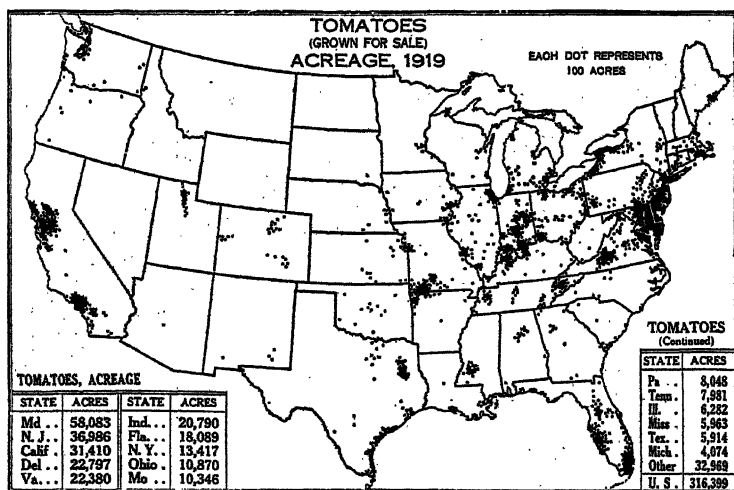 TOMATOES
(GROWN FOR SALE)
ACREAGE, 1919
EACH DOT REPRESENTS
100 ACRES
TOMATOES, ACREAGE
STATE ACRES STATE ACRES
Md . . 58,083 Ind. . . 20,790
N. J. . 36,986 Fla. . . 18,089
Calif . 31,410 N. Y. . 13,417
Del . . 22,797 Ohio . 10,870
Va. . . 22,380 Mo . . 10,346
TOMATOES
(Continued)
STATE ACRES
Pa . . 8,048
Tenn . 7,981
Ill. . 6,282
Miss . 5,963
Tex. . 5,914
Mich . 4,074
Other 32,969
U. S . 316,399